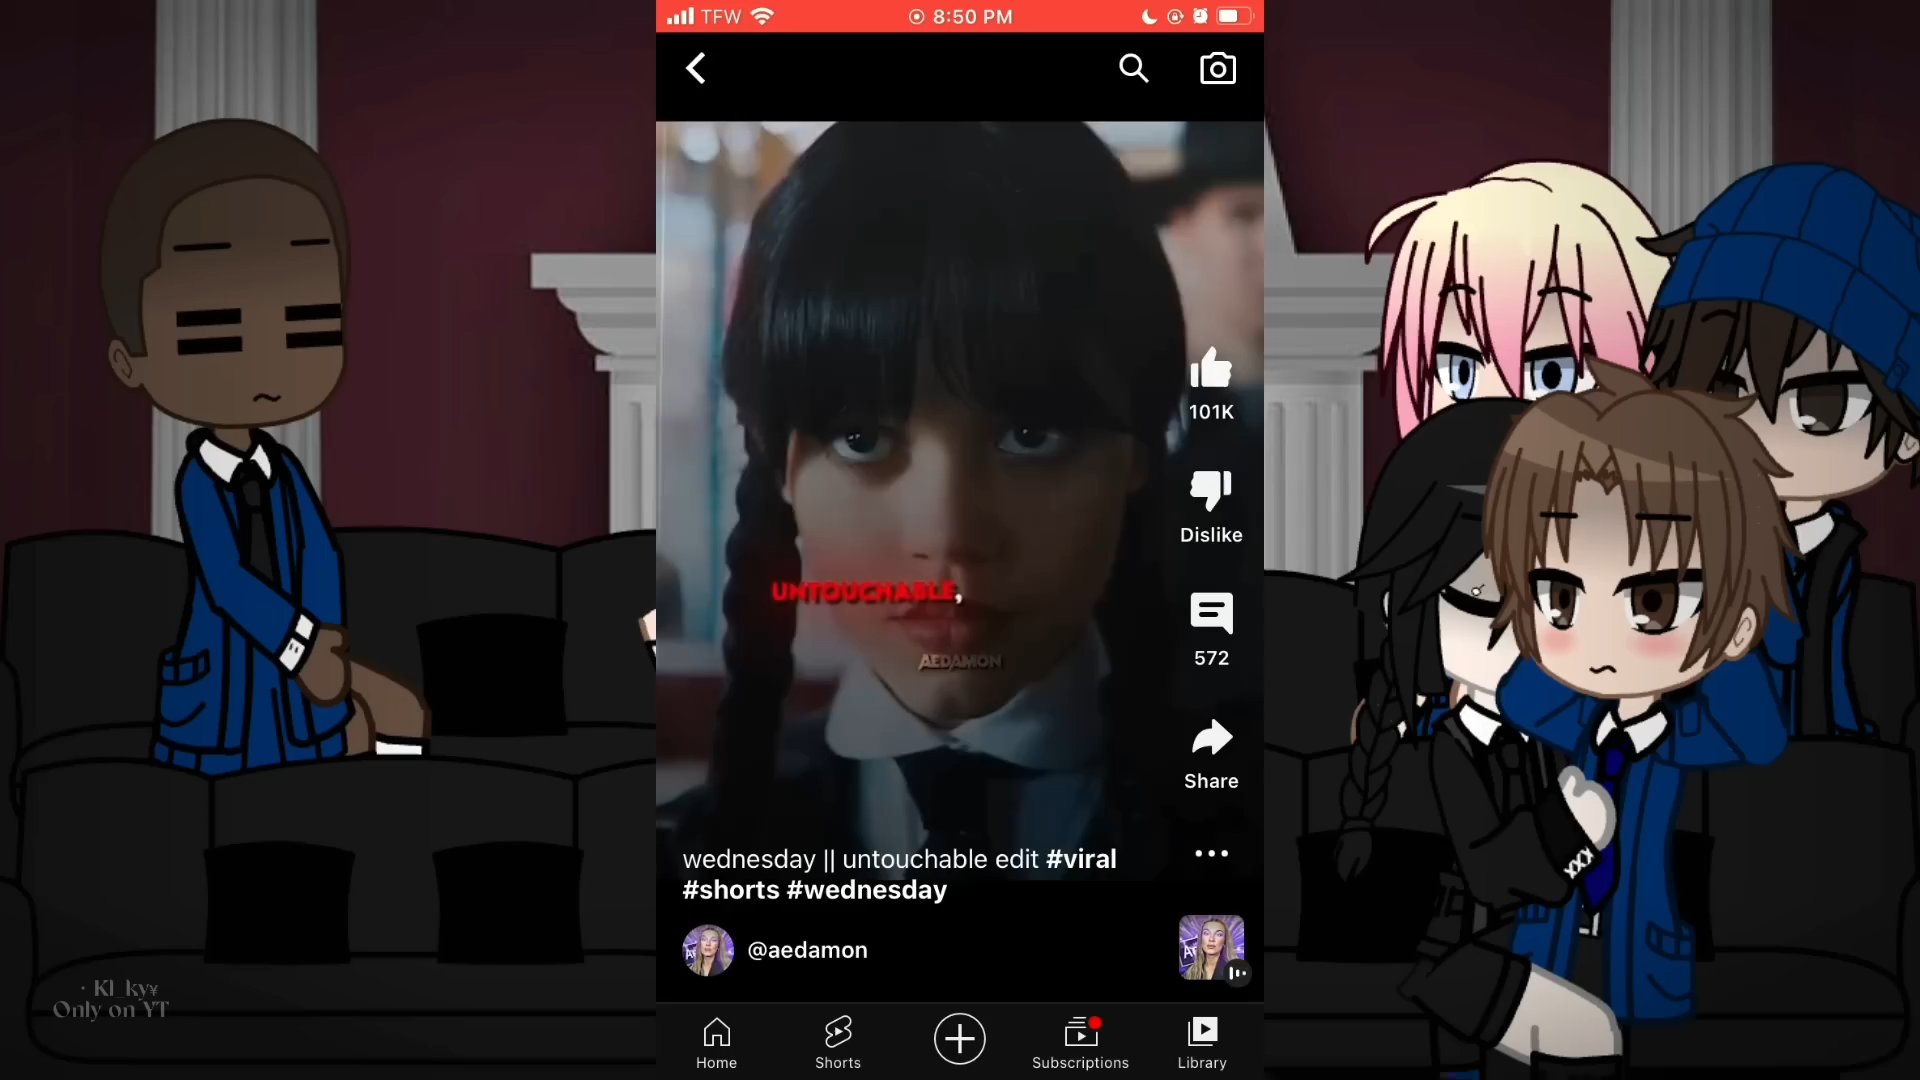 TFW
8:50 PM
101K
Dislike
UNTOUCHABLE,
572
AEDAMON
Share
wednesday || untouchable edit #viral
#shorts #wednesday
@aedamon
· Kl_ky¥
Only on YT
Home
Shorts
Subscriptions
Library